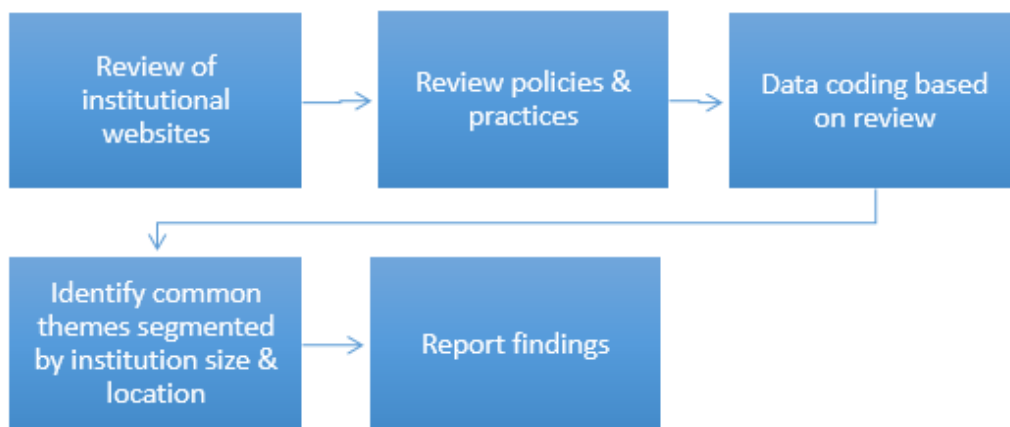 Review of
institutional
websites
Review policies &
practices
Data coding based
on review
Identify common
themes segmented
by institution size &
location
Report findings